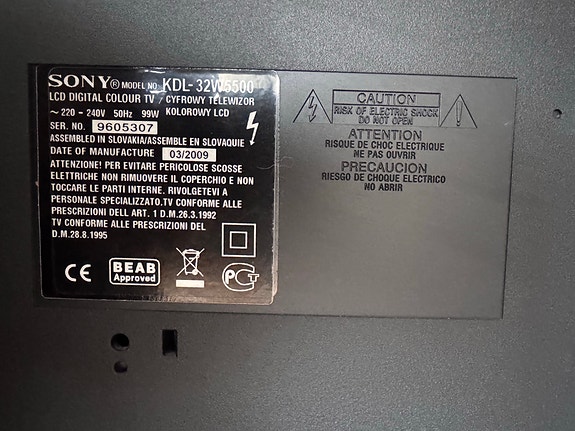 SONY® MODEL NO. KDL-32W5500
LCD DIGITAL COLOUR TV / CYFROWY TELEWIZOR
~ 220 - 240V 50Hz 99W KOLOROWY LCD
SER. NO. 9605307
ASSEMBLED IN SLOVAKIA/ASSEMBLE EN SLOVAQUIE
DATE OF MANUFACTURE 03/2009
ATTENZIONE! PER EVITARE PERICOLOSE SCOSSE
ELETTRICHE NON RIMUOVERE IL COPERCHIO E NON
TOCCARE LE PARTI INTERNE. RIVOLGETEVI A
PERSONALE SPECIALIZZATO.TV CONFORME ALLE
PRESCRIZIONI DELL ART. 1 D.M.26.3.1992
TV CONFORME ALLE PRESCRIZIONI DEL
D.M.28.8.1995
CE
BEAB
Approved
CAUTION
RISK OF ELECTRIC SHOCK
DO NOT OPEN
ATTENTION
RISQUE DE CHOC ELECTRIQUE
NE PAS OUVRIR
PRECAUCION
RIESGO DE CHOQUE ELECTRICO
NO ABRIR